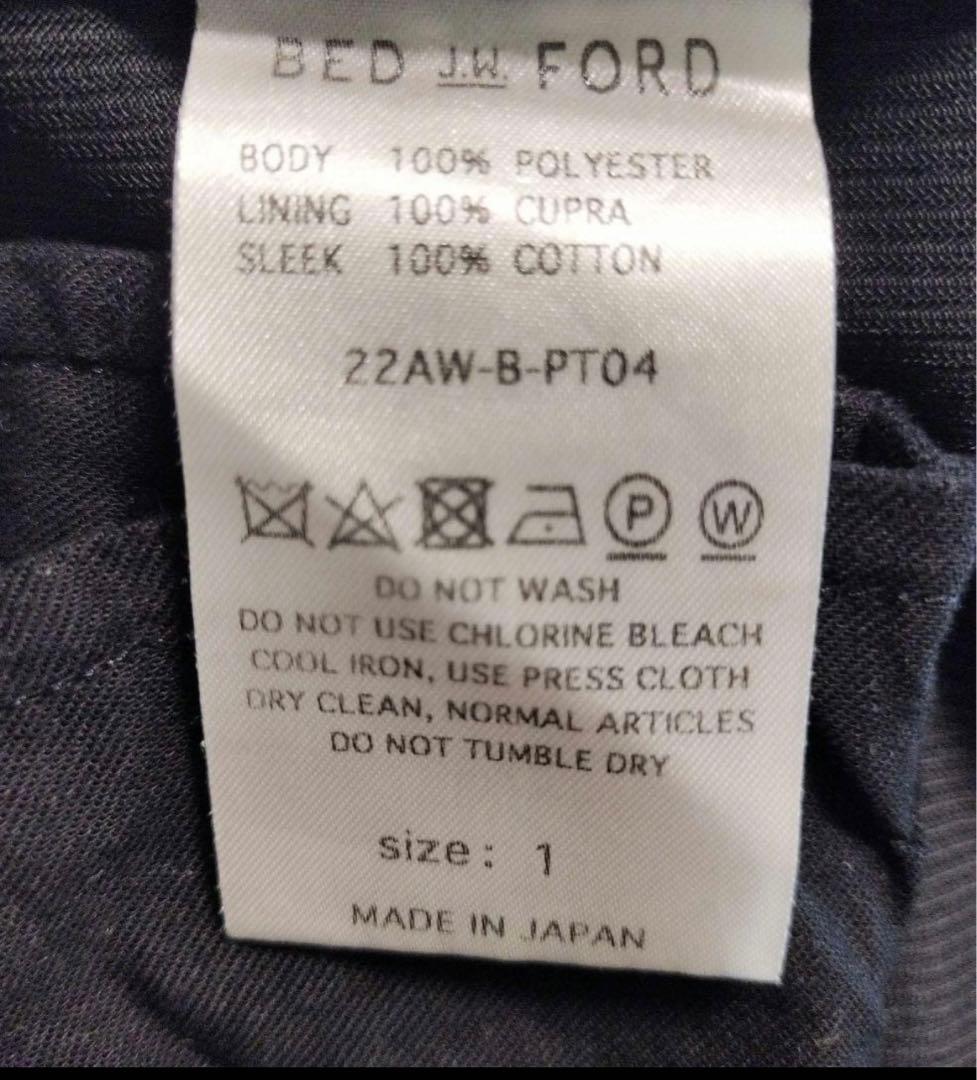 BED J.W. FORD
BODY 100% POLYESTER
LINING 100% CUPRA
SLEEK 100% COTTON
22AW-B-PT04
P W
DO NOT WASH
DO NOT USE CHLORINE BLEACH
COOL IRON, USE PRESS CLOTH
DRY CLEAN, NORMAL ARTICLES
DO NOT TUMBLE DRY
size: 1
MADE IN JAPAN